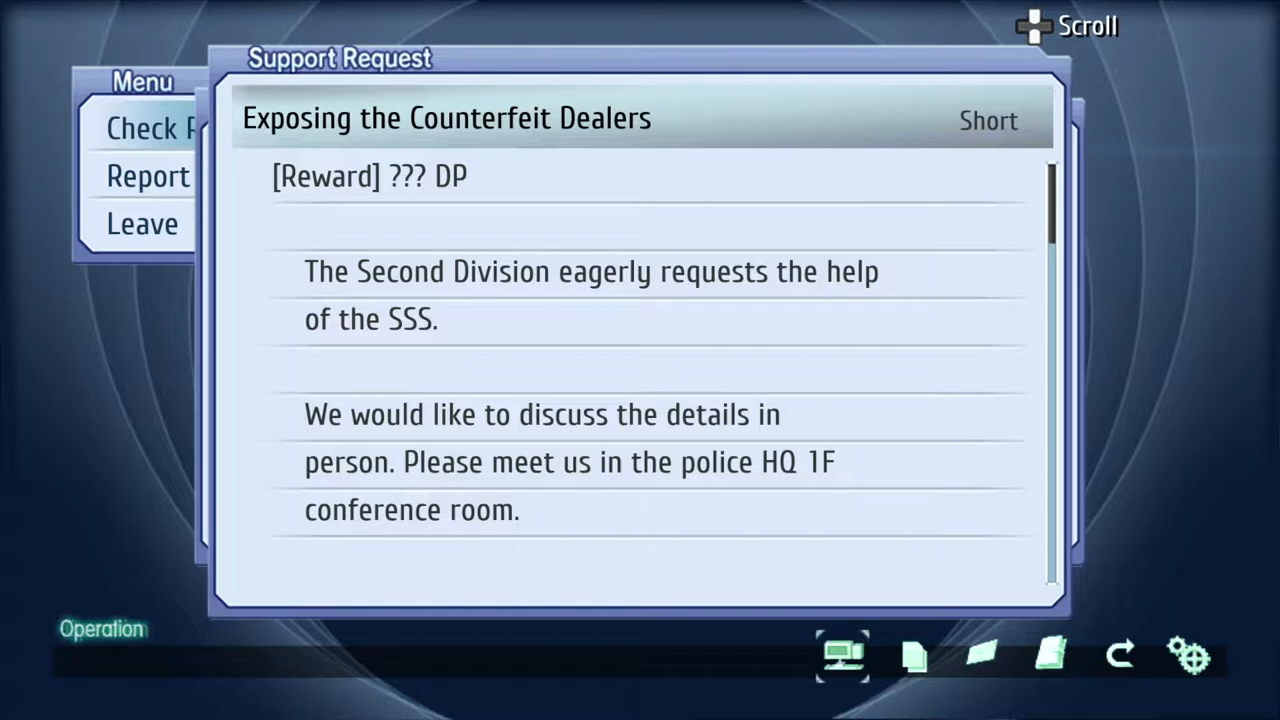 Scroll
Support Request
Menu
Exposing the Counterfeit Dealers
Short
Check
[Reward] ??? DP
Report
Leave
The Second Division eagerly requests the help
of the SSS.
We would like to discuss the details in
person. Please meet us in the police HQ 1F
conference room.
Operation